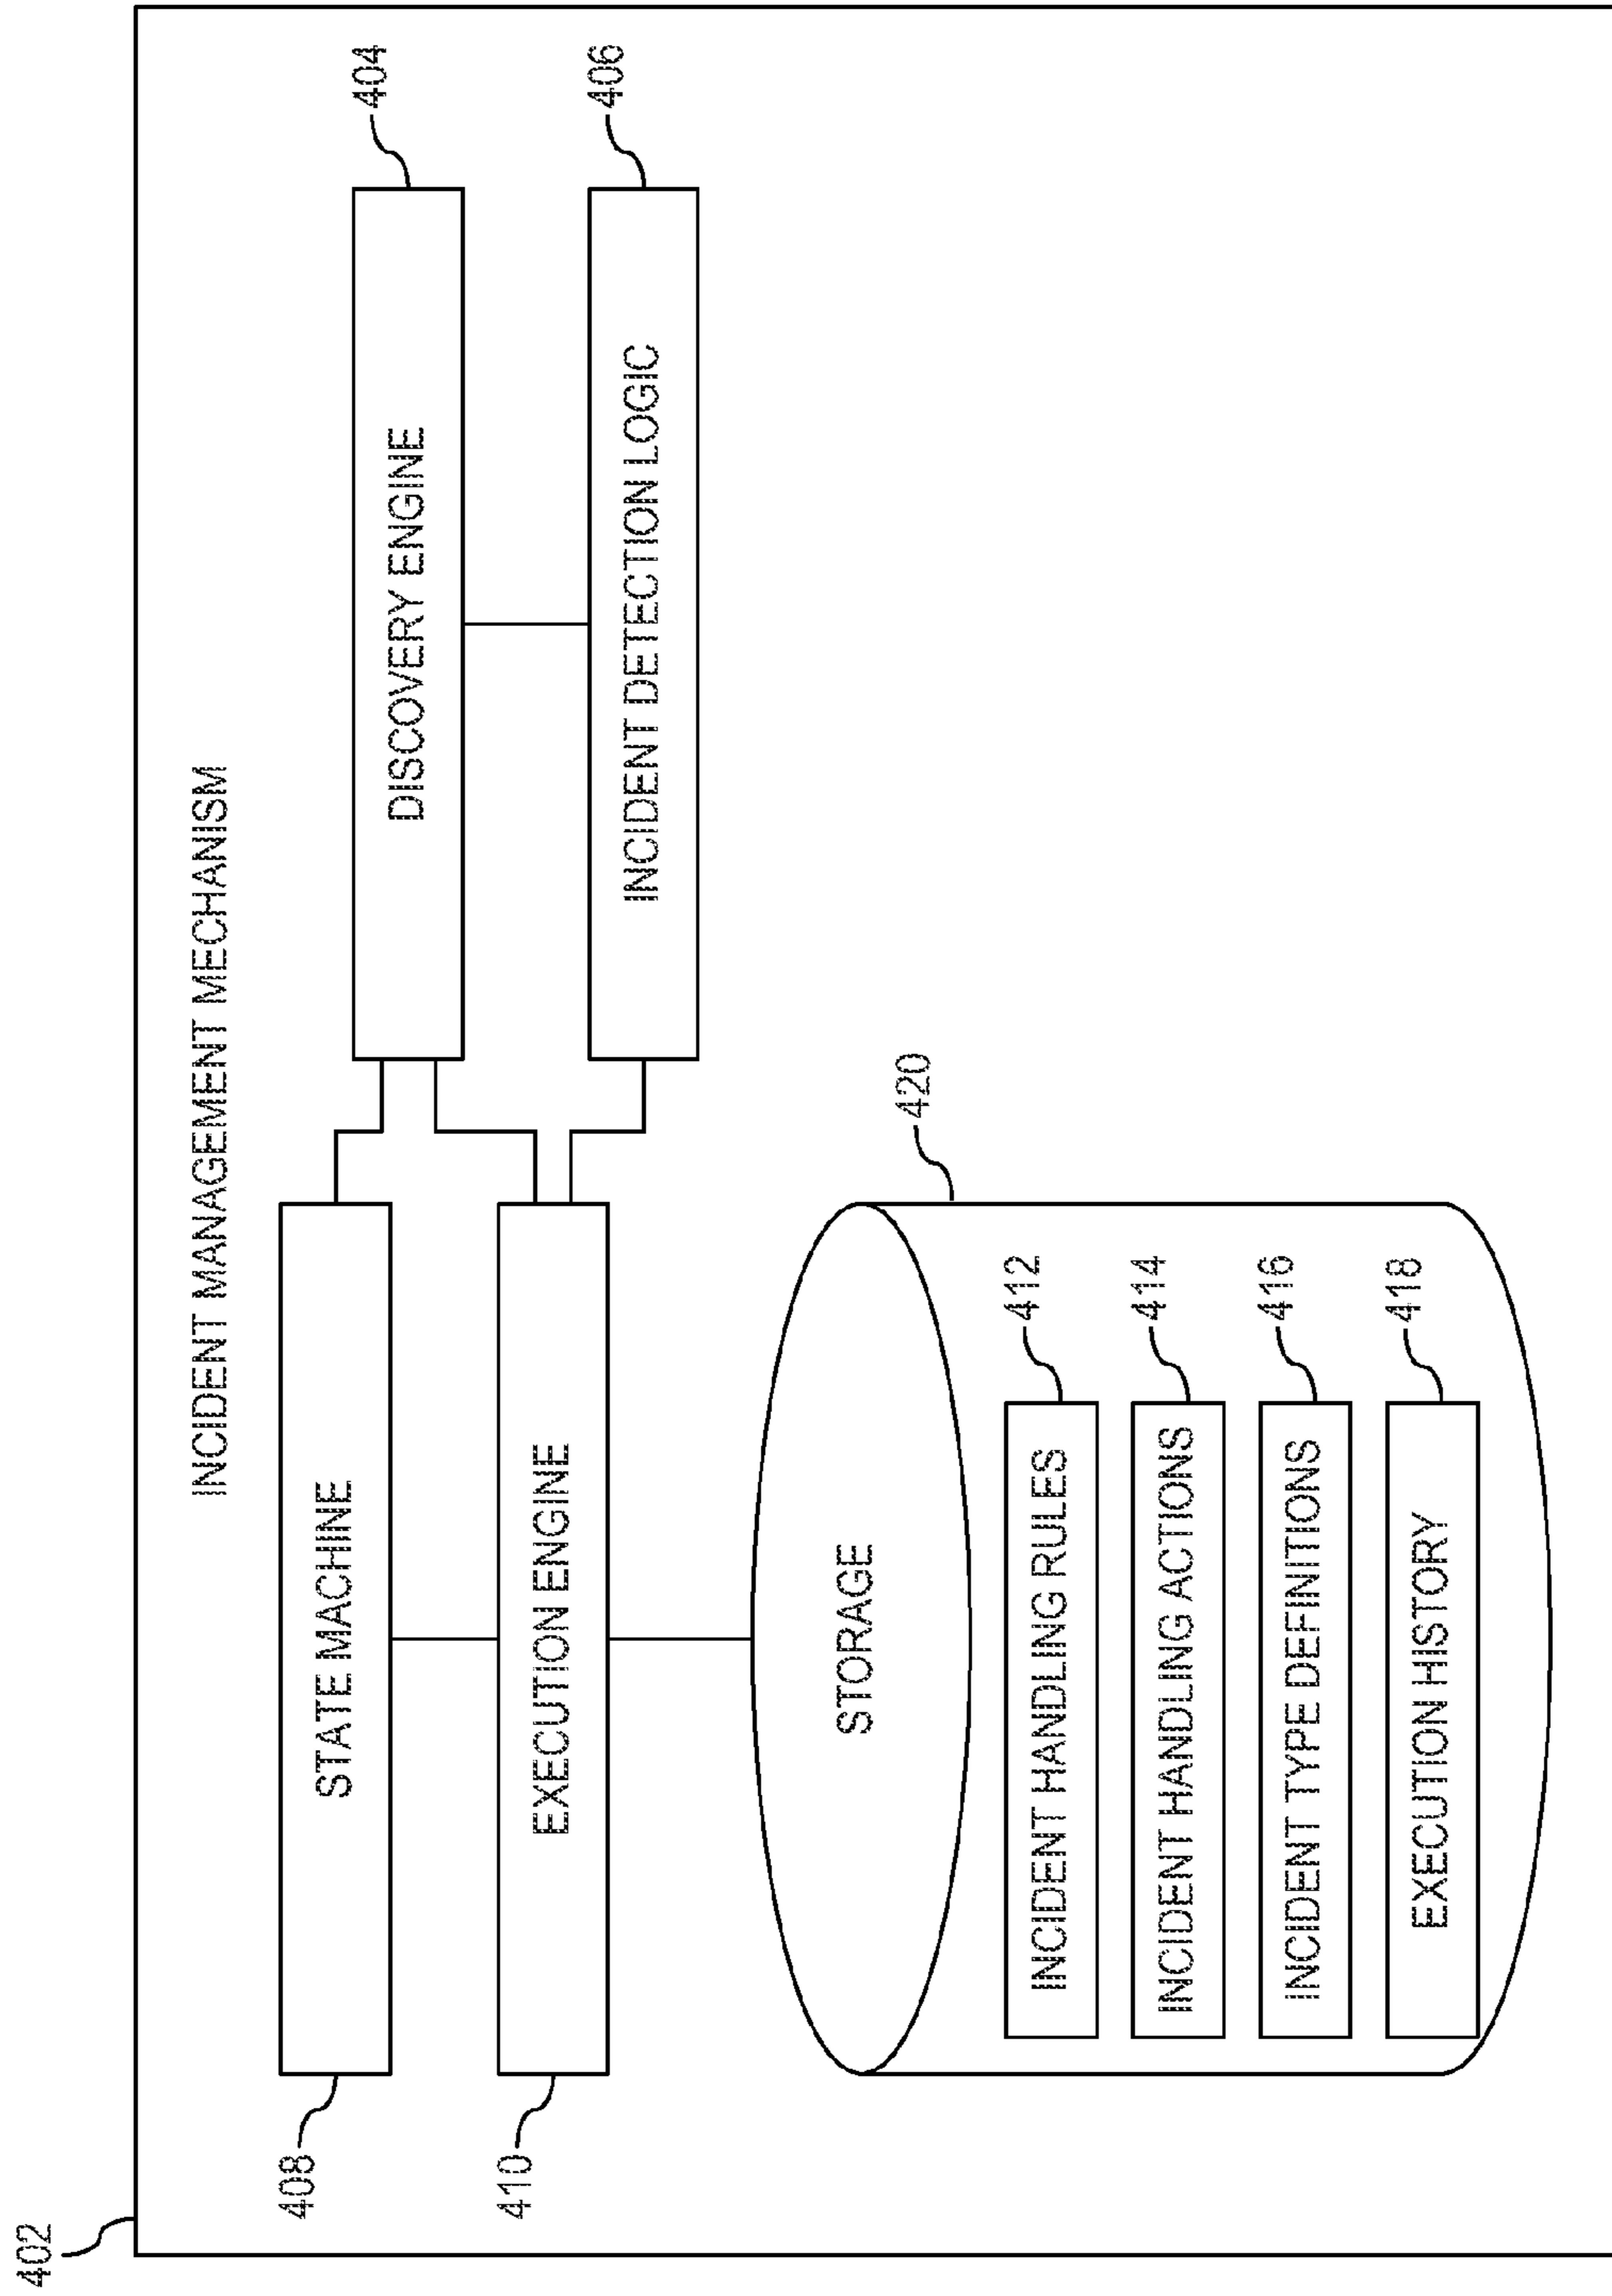 402
INCIDENT MANAGEMENT MECHANISM
408
STATE MACHINE
DISCOVERY ENGINE
404
410
EXECUTION ENGINE
INCIDENT DETECTION LOGIC
406
STORAGE
420
INCIDENT HANDLING RULES
412
INCIDENT HANDLING ACTIONS
414
INCIDENT TYPE DEFINITIONS
416
EXECUTION HISTORY
418